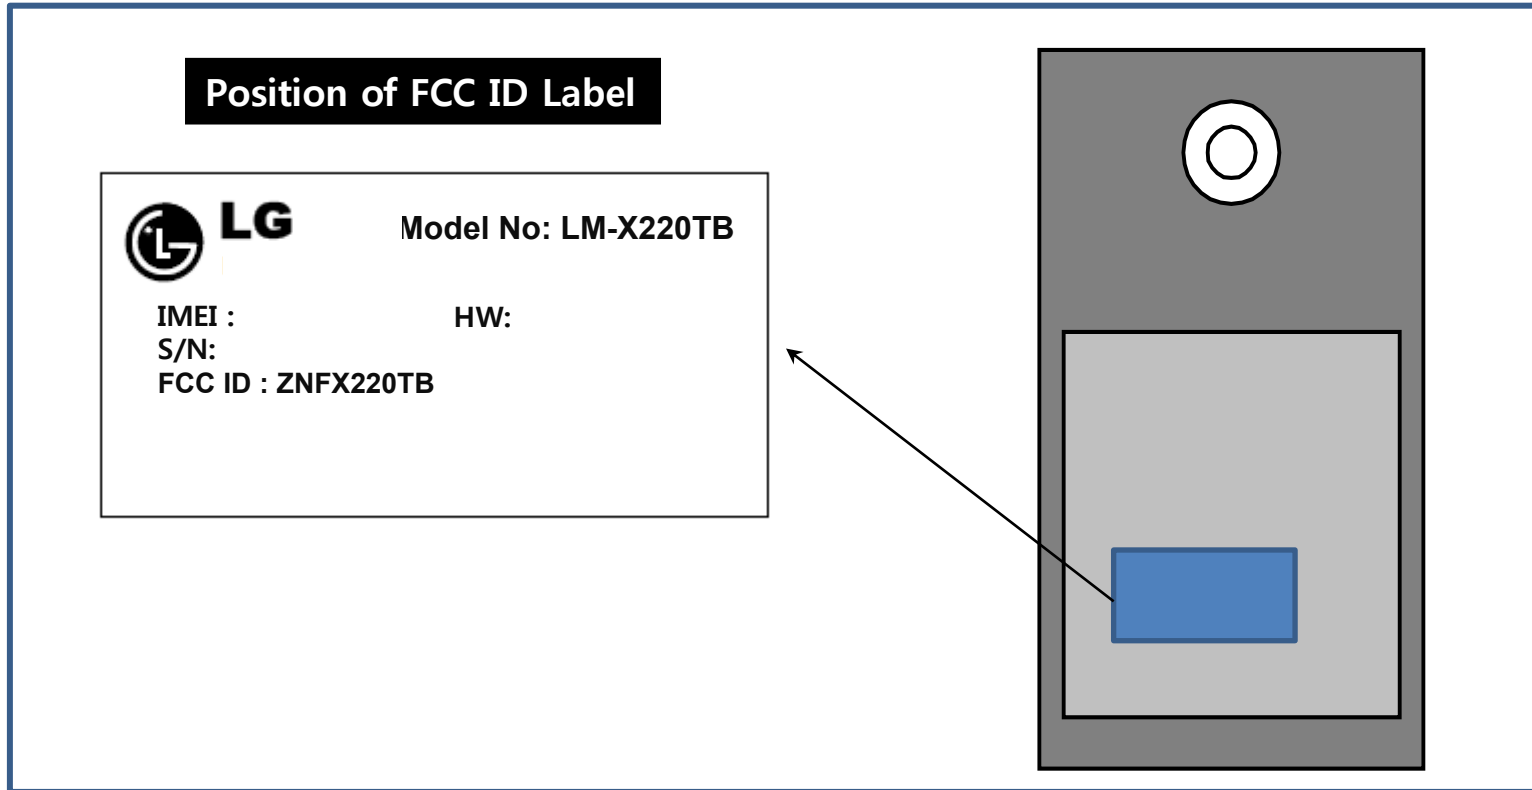 Position of FCC ID Label
LG
Model No: LM-X220TB
IMEI :
HW:
S/N:
FCC ID : ZNFX220TB